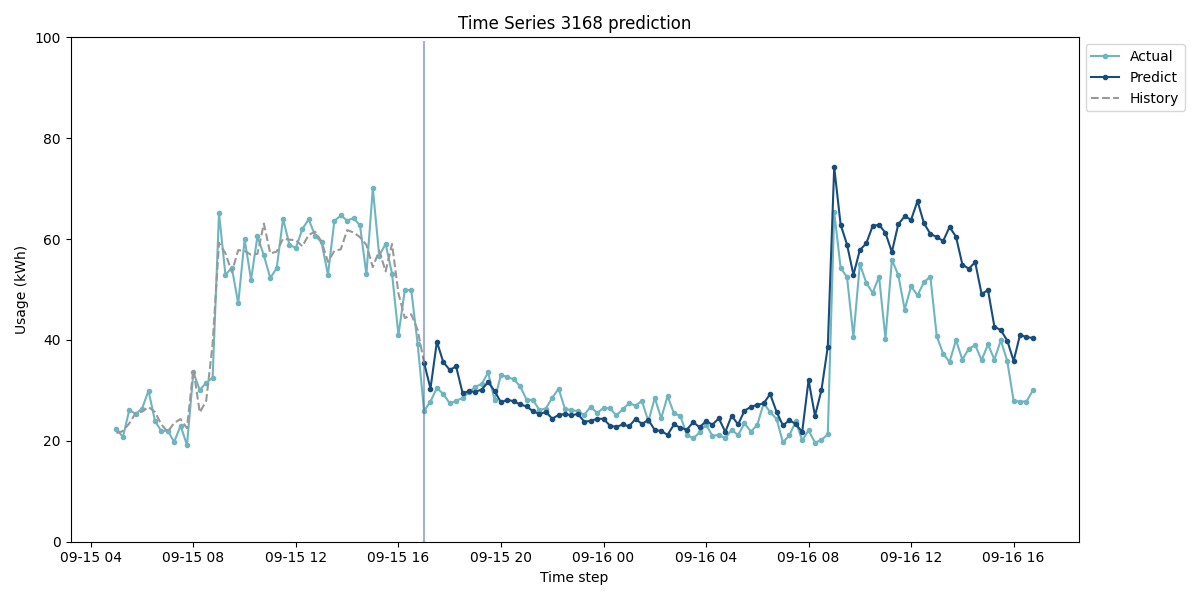 Time Series 3168 prediction
100
80
60
40
20
0
Usage (kWh)
09-15 04 09-15 08 09-15 12 09-15 16 09-15 20 09-16 00 09-16 04 09-16 08 09-16 12 09-16 16
Time step
Actual
Predict
History